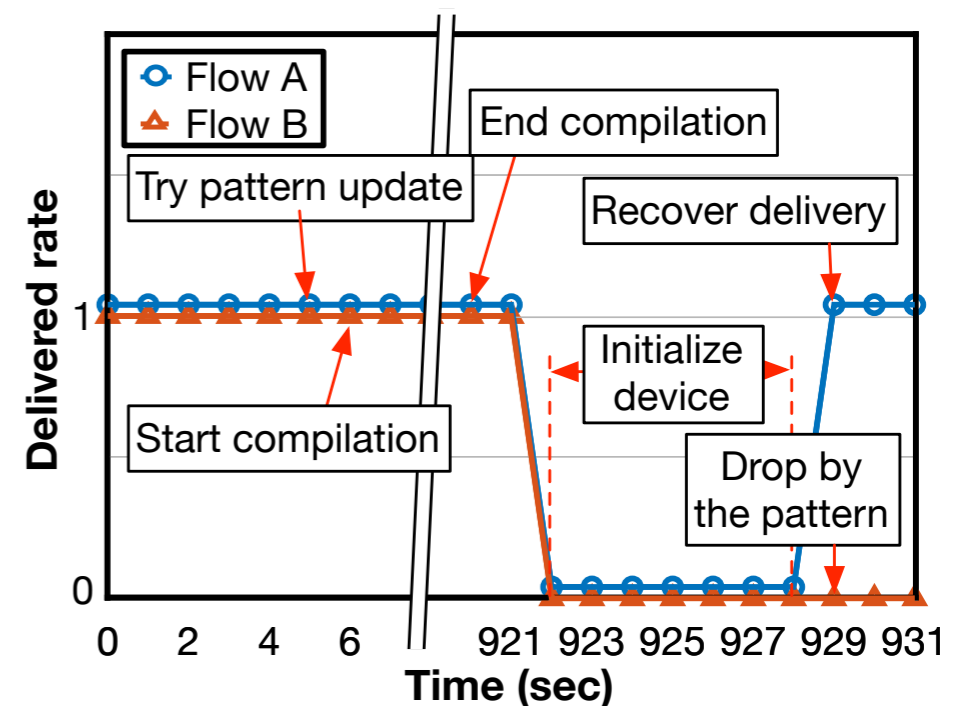 Flow A
Flow B
End compilation
Try pattern update
Recover delivery
Delivered rate
1
Initialize
device
Start compilation
Drop by
the pattern
0
0 2 4 6 921 923 925 927 929 931
Time (sec)